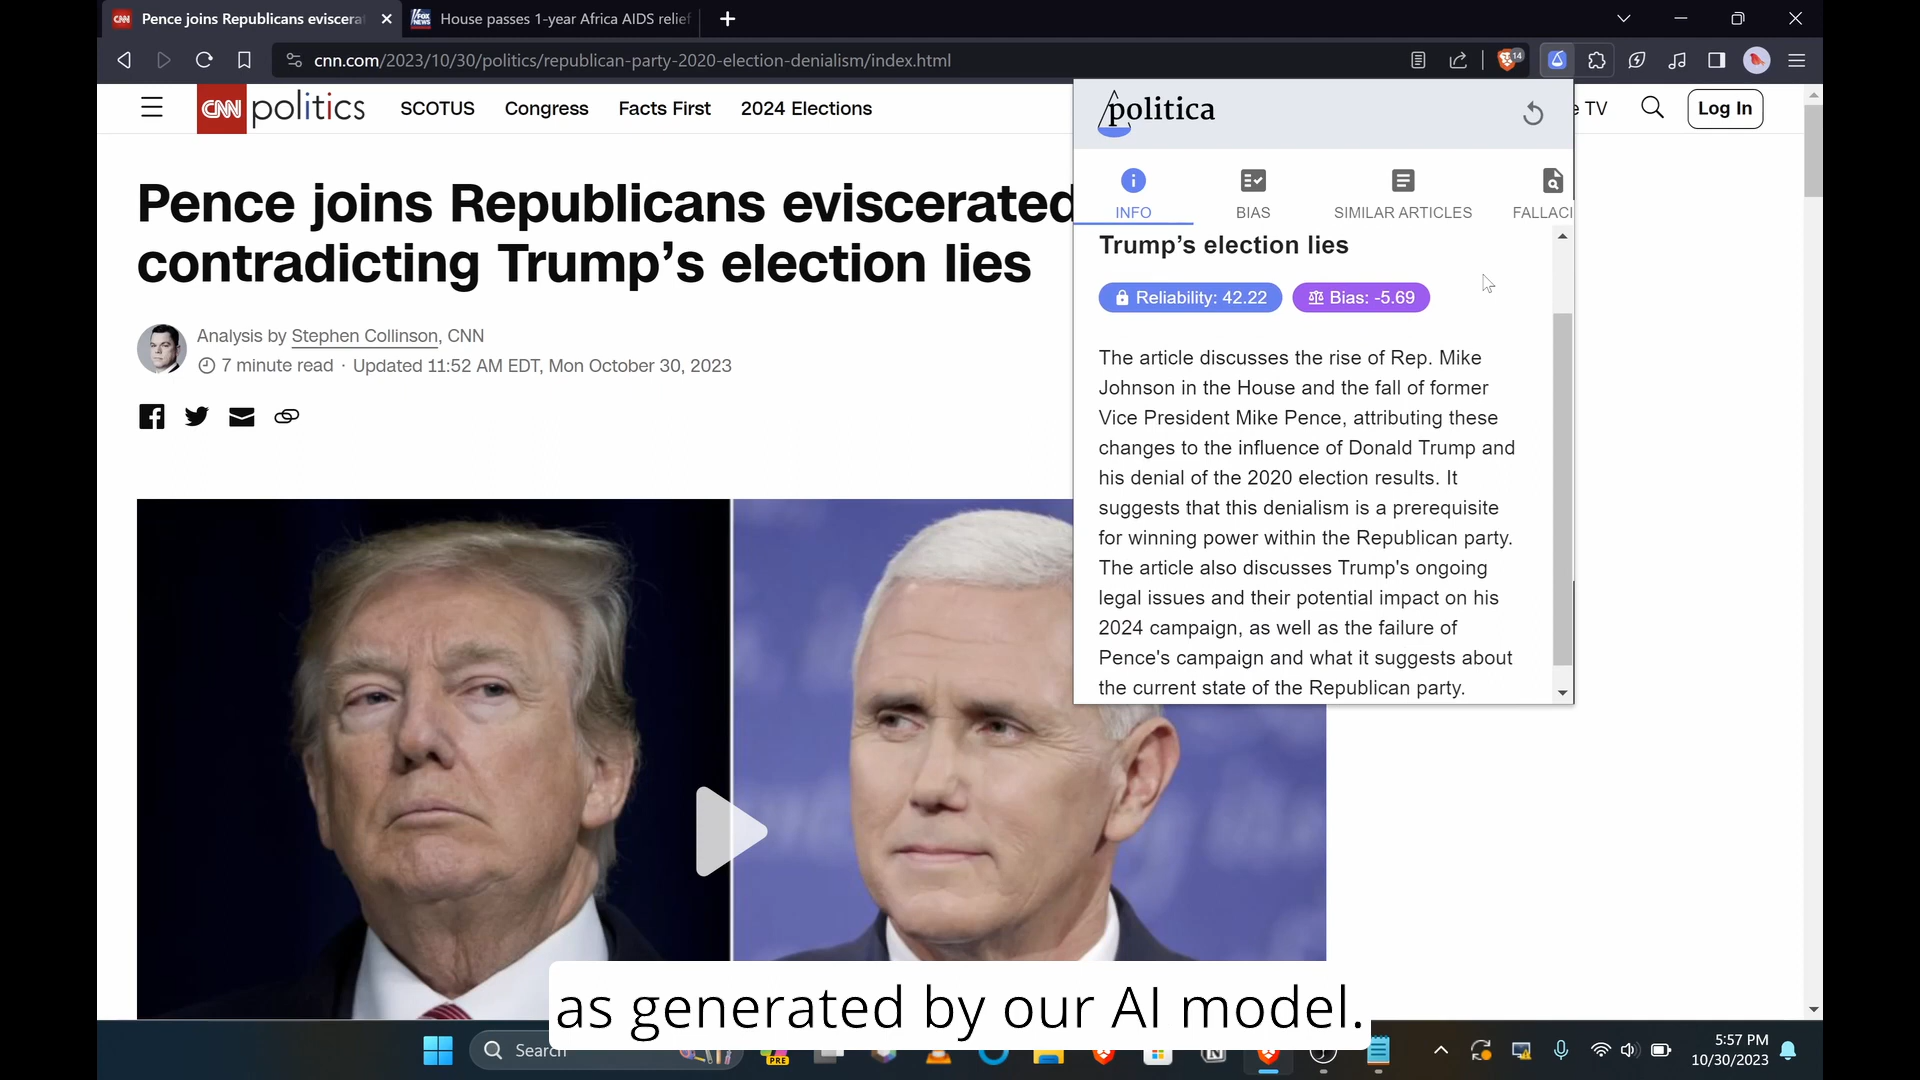 CNN Pence joins Republicans eviscerat
FOX NEWS House passes 1-year Africa AIDS relief
cnn.com/2023/10/30/politics/republican-party-2020-election-denialism/index.html
14
CNN politics
SCOTUS
Congress
Facts First
2024 Elections
TV
Log In
Pence joins Republicans eviscerated
contradicting Trump’s election lies
Analysis by Stephen Collinson, CNN
7 minute read · Updated 11:52 AM EDT, Mon October 30, 2023
politica
INFO
BIAS
SIMILAR ARTICLES
FALLACI
Trump’s election lies
Reliability: 42.22
Bias: -5.69
The article discusses the rise of Rep. Mike
Johnson in the House and the fall of former
Vice President Mike Pence, attributing these
changes to the influence of Donald Trump and
his denial of the 2020 election results. It
suggests that this denialism is a prerequisite
for winning power within the Republican party.
The article also discusses Trump's ongoing
legal issues and their potential impact on his
2024 campaign, as well as the failure of
Pence's campaign and what it suggests about
the current state of the Republican party.
as generated by our AI model.
Search
PRE
5:57 PM
10/30/2023